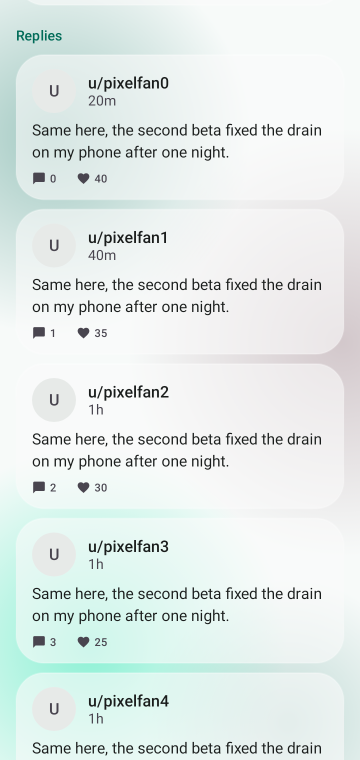 Replies
U
u/pixelfan0
20m
Same here, the second beta fixed the drain
on my phone after one night.
0 40
U
u/pixelfan1
40m
Same here, the second beta fixed the drain
on my phone after one night.
1 35
U
u/pixelfan2
1h
Same here, the second beta fixed the drain
on my phone after one night.
2 30
U
u/pixelfan3
1h
Same here, the second beta fixed the drain
on my phone after one night.
3 25
U
u/pixelfan4
1h
Same here, the second beta fixed the drain